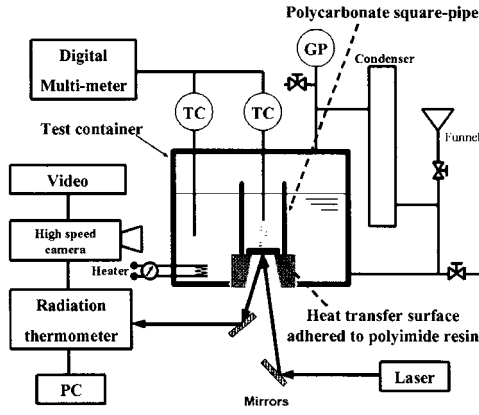 Polycarbonate square-pipe
Digital
Multi-meter
GP
Condenser
TC
TC
Funnel
Test container
Video
High speed
camera
Heater
Radiation
thermometer
Heat transfer surface
adhered to polyimide resin
PC
Laser
Mirrors